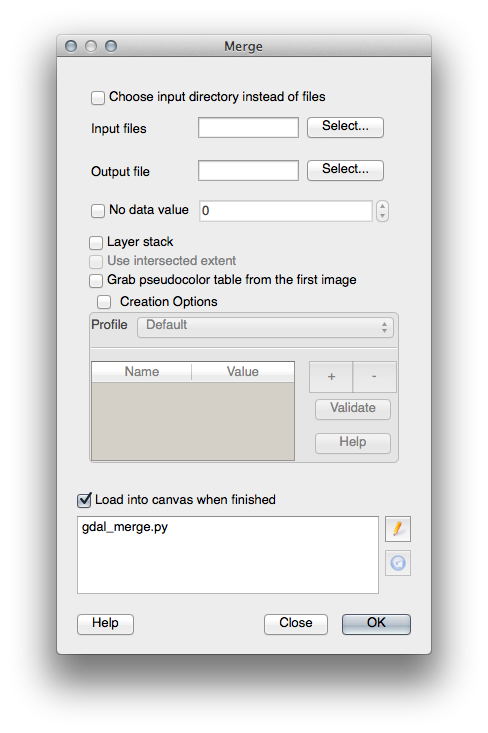 Merge
Choose input directory instead of files
Input files Select...
Output file Select...
No data value 0
Layer stack
Use intersected extent
Grab pseudocolor table from the first image
Creation Options
Profile Default
Name Value + -
Validate
Help
Load into canvas when finished
gdal_merge.py
Help Close OK